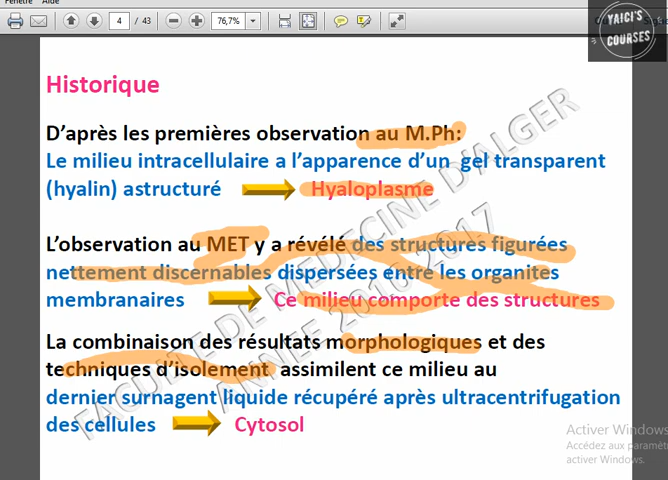 Fenêtre Aide
4 / 43 76,7%
YAICI'S
COURSES
Historique
D'après les premières observation au M.Ph:
Le milieu intracellulaire a l'apparence d'un gel transparent
(hyalin) astructuré Hyaloplasme
L'observation au MET y a révélé des structures figurées
nettement discernables dispersées entre les organites
membranaires Ce milieu comporte des structures
La combinaison des résultats morphologiques et des
techniques d'isolement assimilent ce milieu au
dernier surnagent liquide récupéré après ultracentrifugation
des cellules Cytosol
FACULTE DE MEDECINE D'ALGER
ANNEE 2016 2017
Activer Windows
Accédez aux paramèt
activer Windows.